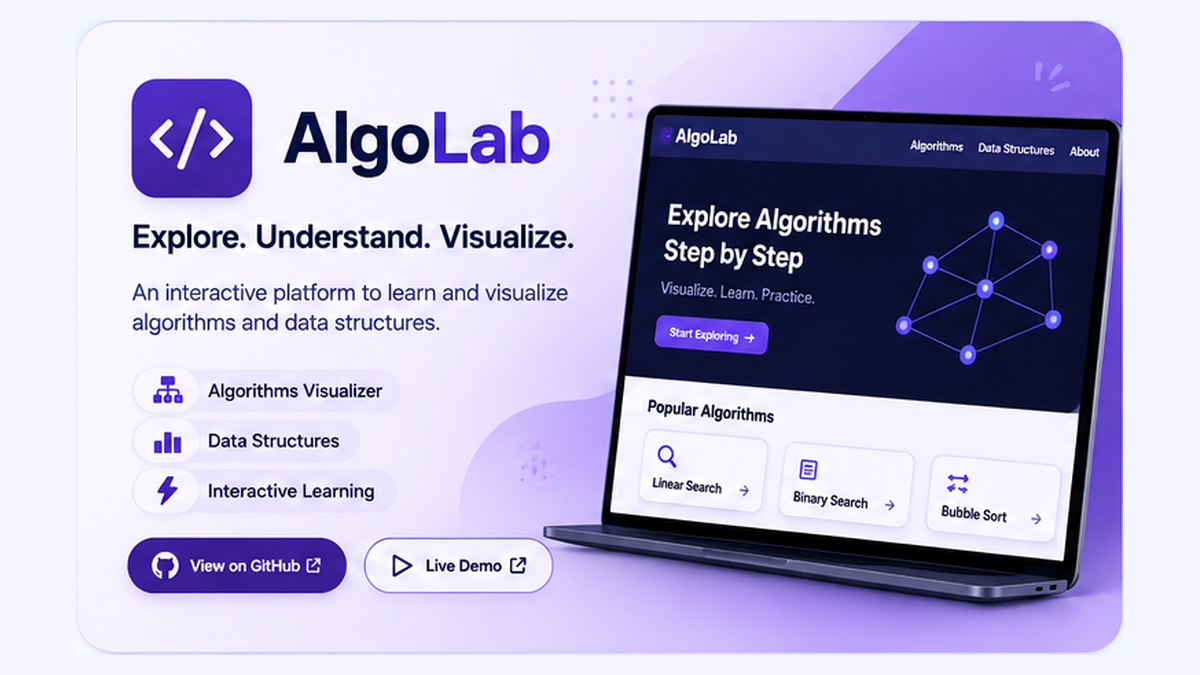 </>
AlgoLab
Explore. Understand. Visualize.
An interactive platform to learn and visualize
algorithms and data structures.
Algorithms Visualizer
Data Structures
Interactive Learning
View on GitHub
Live Demo
AlgoLab
Algorithms Data Structures About
Explore Algorithms
Step by Step
Visualize. Learn. Practice.
Start Exploring →
Popular Algorithms
Linear Search →
Binary Search →
Bubble Sort →